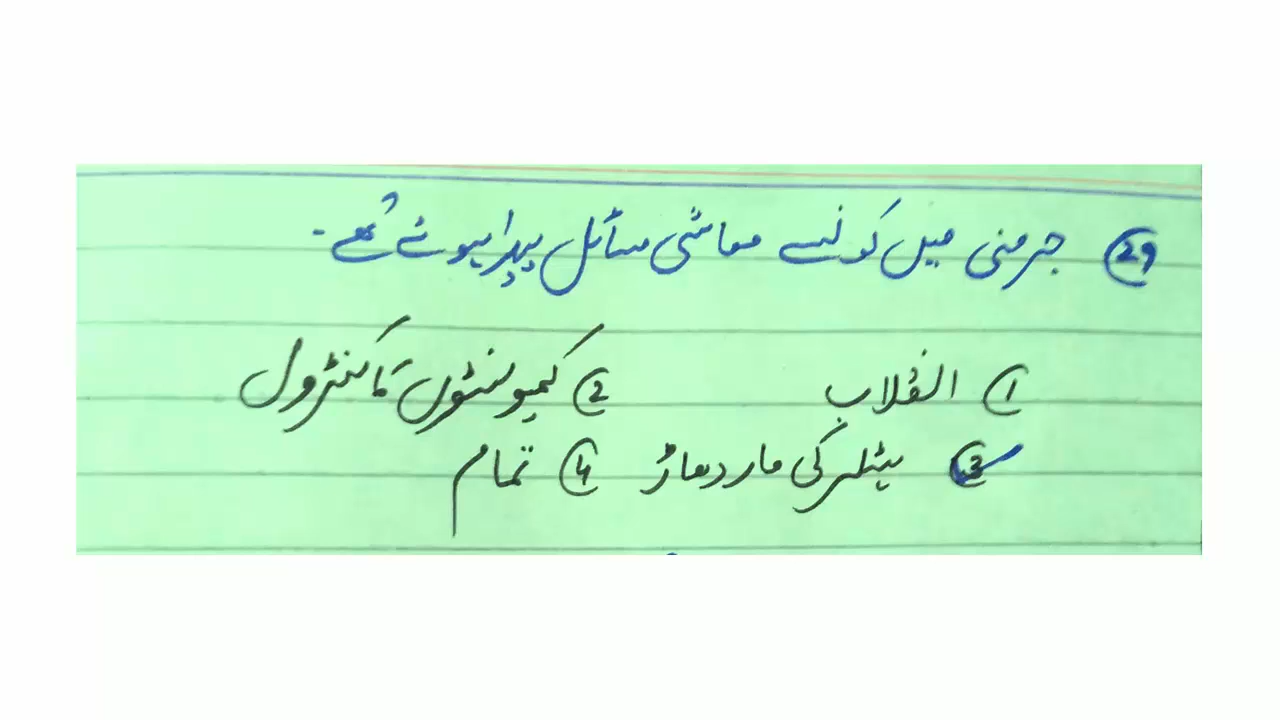 29 جرمنی میں کونسے معاشی مسائل پیدا ہوئے تھے۔
1 انقلاب 2 کمیونسٹوں کا کنٹرول
3 ہٹلر کی مار دھاڑ 4 تمام